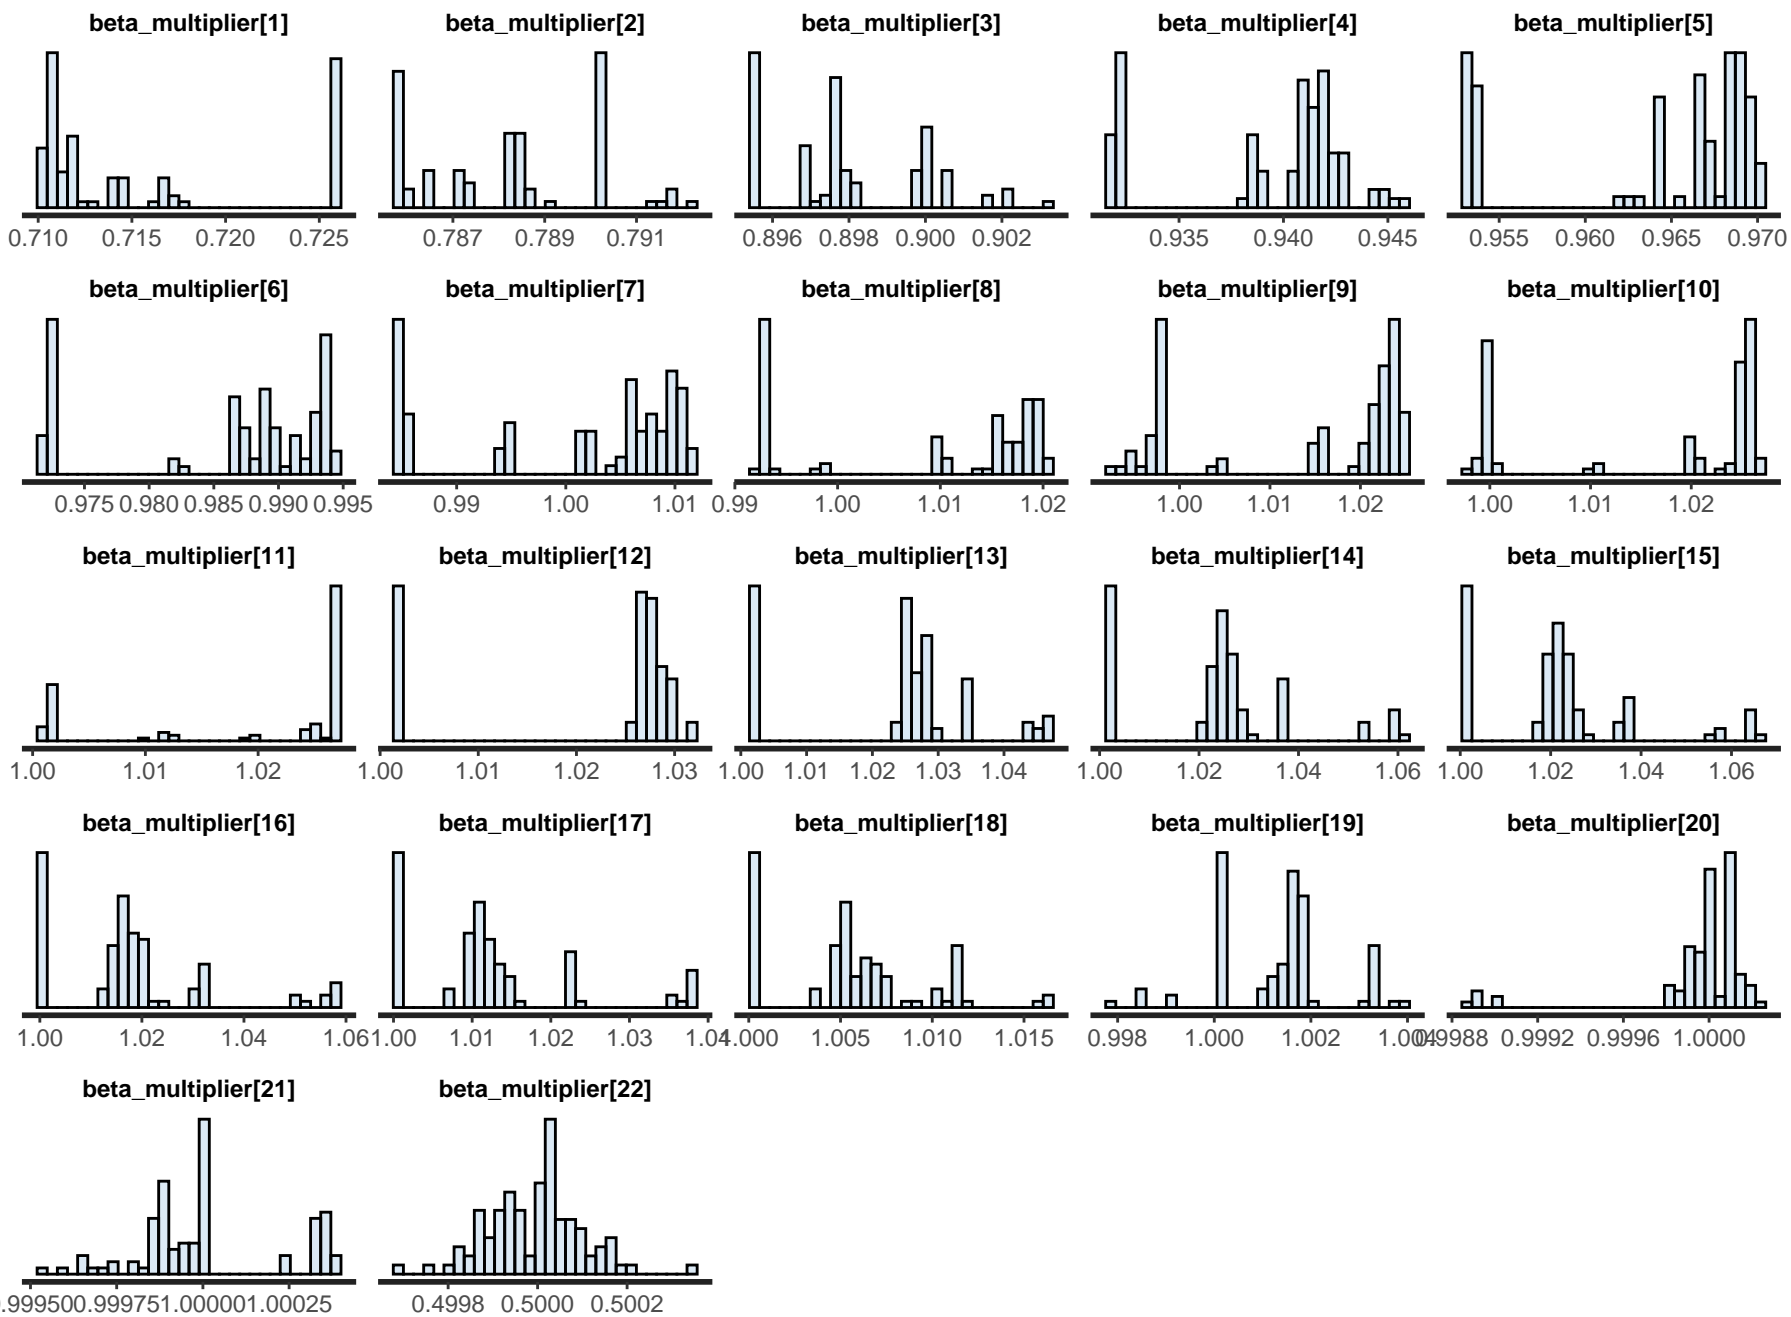 beta_multiplier[1] beta_multiplier[2] beta_multiplier[3] beta_multiplier[4] beta_multiplier[5]
0.710 0.715 0.720 0.725 0.787 0.789 0.791 0.896 0.898 0.900 0.902 0.935 0.940 0.945 0.955 0.960 0.965 0.970
beta_multiplier[6] beta_multiplier[7] beta_multiplier[8] beta_multiplier[9] beta_multiplier[10]
0.975 0.980 0.985 0.990 0.995 0.99 1.00 1.01 0.99 1.00 1.01 1.02 1.00 1.01 1.02 1.00 1.01 1.02
beta_multiplier[11] beta_multiplier[12] beta_multiplier[13] beta_multiplier[14] beta_multiplier[15]
1.00 1.01 1.02 1.00 1.01 1.02 1.03 1.00 1.01 1.02 1.03 1.04 1.00 1.02 1.04 1.06 1.00 1.02 1.04 1.06
beta_multiplier[16] beta_multiplier[17] beta_multiplier[18] beta_multiplier[19] beta_multiplier[20]
1.00 1.02 1.04 1.06 1.00 1.01 1.02 1.03 1.04 1.000 1.005 1.010 1.015 0.998 1.000 1.002 1.004 0.9988 0.9992 0.9996 1.0000
beta_multiplier[21] beta_multiplier[22]
0.99950 0.99975 1.00000 1.00025 0.4998 0.5000 0.5002